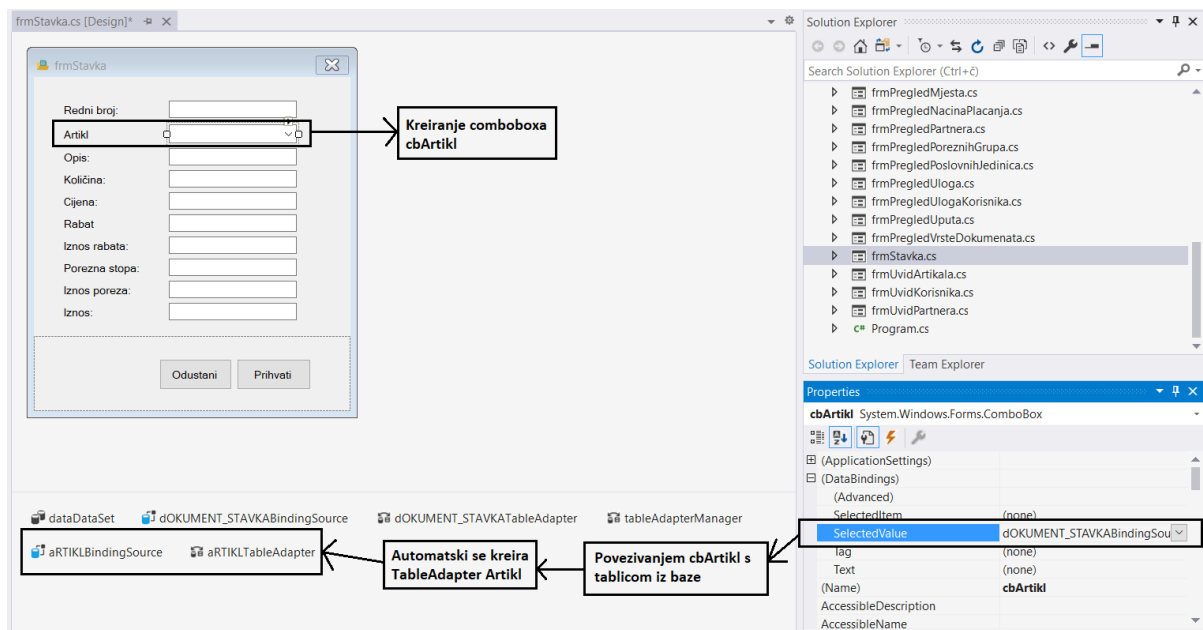 frmStavka.cs [Design]*
frmStavka
Redni broj:
Artikl
Opis:
Količina:
Cijena:
Rabat
Iznos rabata:
Porezna stopa:
Iznos poreza:
Iznos:
Odustani Prihvati
Kreiranje comboboxa
cbArtikl
dataDataSet dOKUMENT_STAVKABindingSource dOKUMENT_STAVKATableAdapter tableAdapterManager
aRTIKLBindingSource aRTIKLTableAdapter
Automatski se kreira
TableAdapter Artikl
Povezivanjem cbArtikl s
tablicom iz baze
Solution Explorer
Search Solution Explorer (Ctrl+č)
frmPregledMjesta.cs
frmPregledNacinaPlacanja.cs
frmPregledPartnera.cs
frmPregledPoreznihGrupa.cs
frmPregledPoslovnihJedinica.cs
frmPregledUloga.cs
frmPregledUlogaKorisnika.cs
frmPregledUputa.cs
frmPregledVrsteDokumenata.cs
frmStavka.cs
frmUvidArtikala.cs
frmUvidKorisnika.cs
frmUvidPartnera.cs
C# Program.cs
Solution Explorer Team Explorer
Properties
cbArtikl System.Windows.Forms.ComboBox
(ApplicationSettings)
(DataBindings)
(Advanced)
SelectedItem (none)
SelectedValue dOKUMENT_STAVKABindingSou
Tag (none)
Text (none)
(Name) cbArtikl
AccessibleDescription
AccessibleName